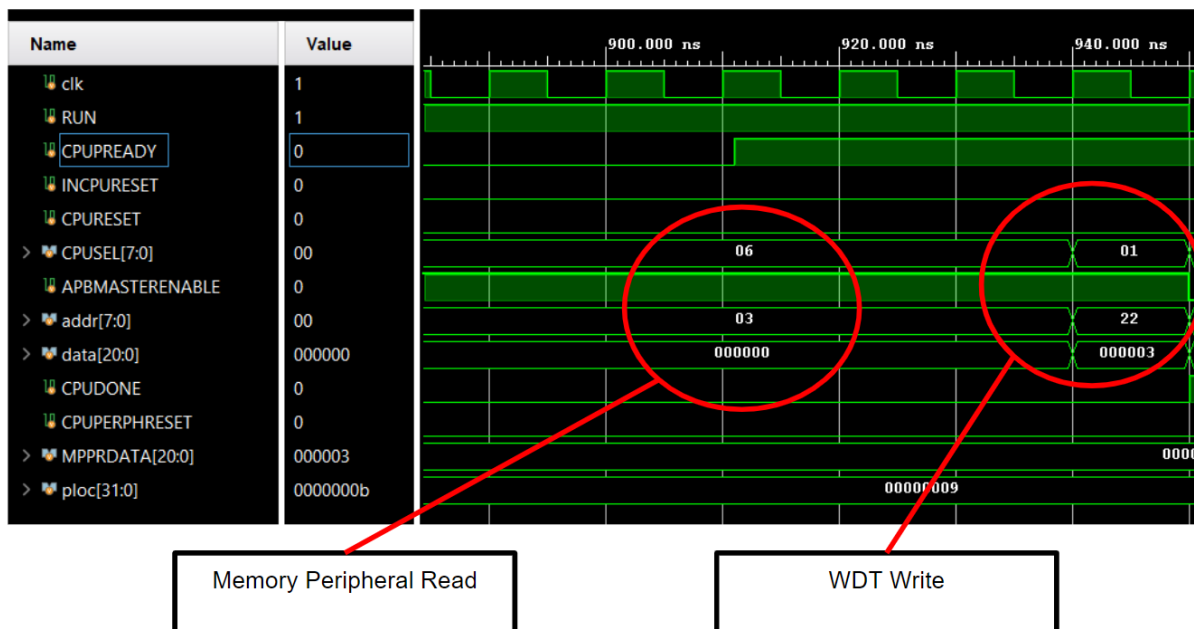 Name Value
900.000 ns 920.000 ns 940.000 ns
clk 1
RUN 1
CPUPREADY 0
INCPURESET 0
CPURESET 0
CPUSEL[7:0] 00 06 01
APBMASTERENABLE 0
addr[7:0] 00 03 22
data[20:0] 000000 000000 000003
CPUDONE 0
CPUPERPHRESET 0
MPPRDATA[20:0] 000003
ploc[31:0] 0000000b 00000009
Memory Peripheral Read WDT Write